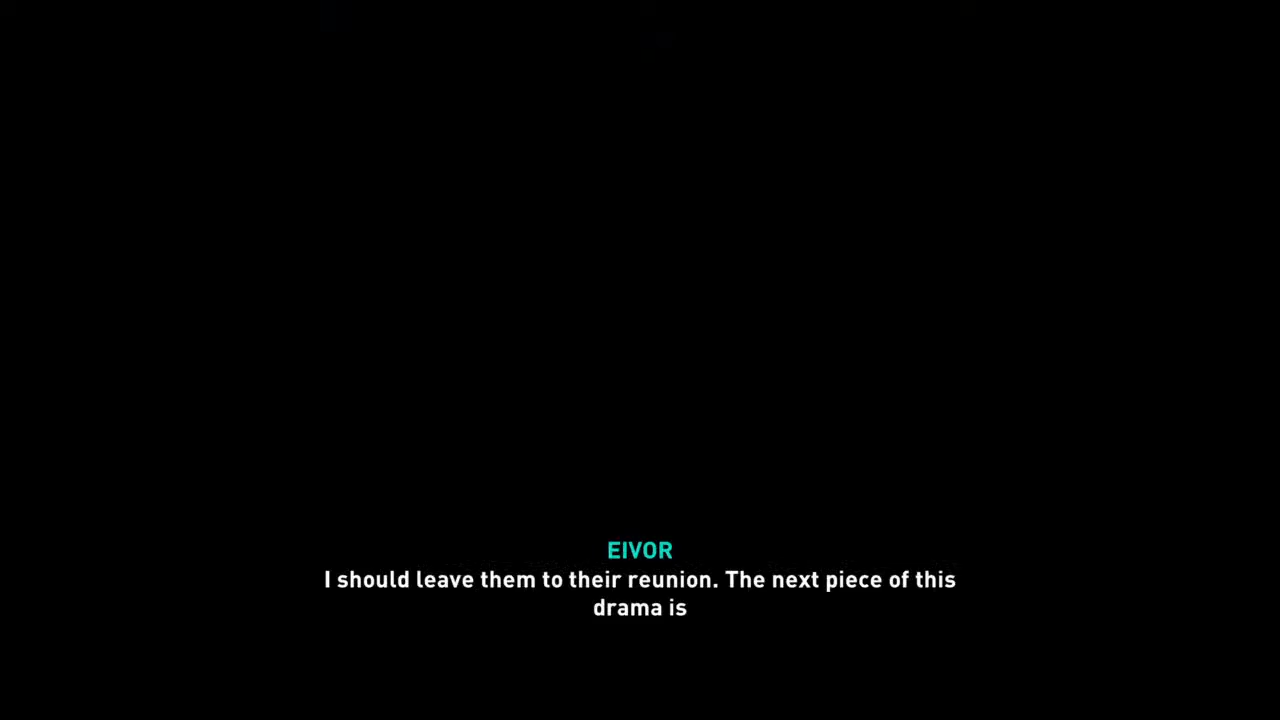 EIVOR
I should leave them to their reunion. The next piece of this
drama is